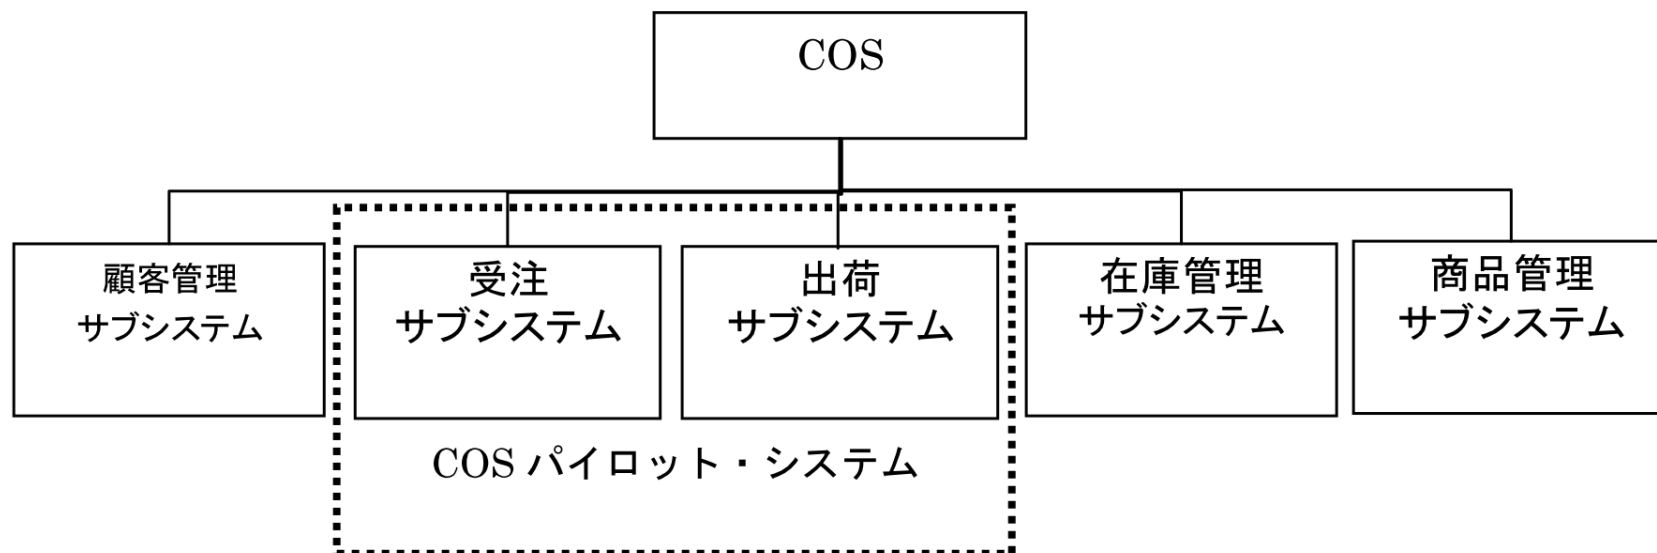 COS
顧客管理
サブシステム
受注
サブシステム
出荷
サブシステム
在庫管理
サブシステム
商品管理
サブシステム
COS パイロット・システム